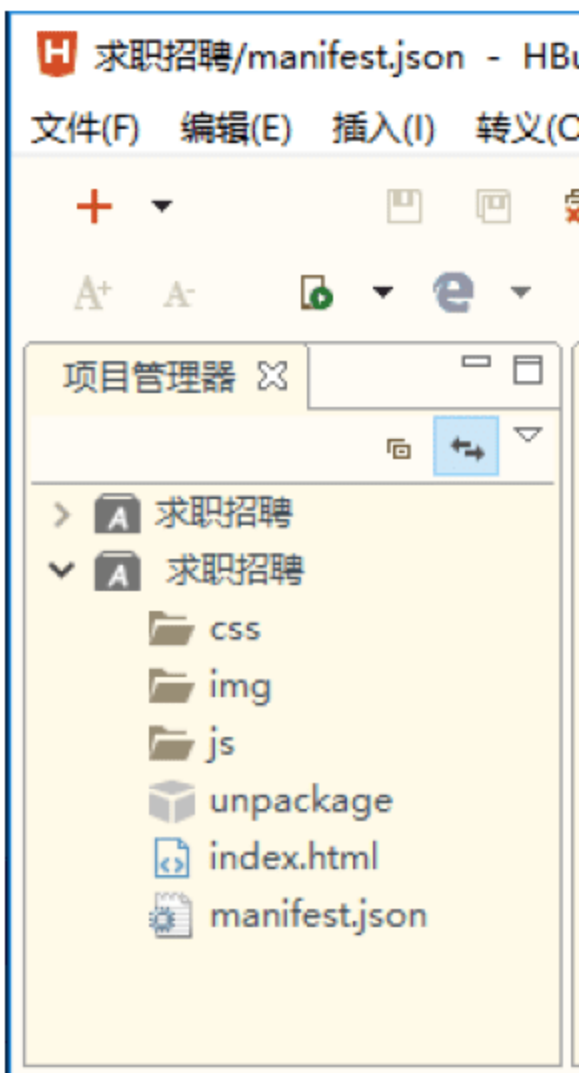 求职招聘/manifest.json - HBu
文件(F) 编辑(E) 插入(I) 转义(O
A+ A-
项目管理器
求职招聘
求职招聘
css
img
js
unpackage
index.html
manifest.json